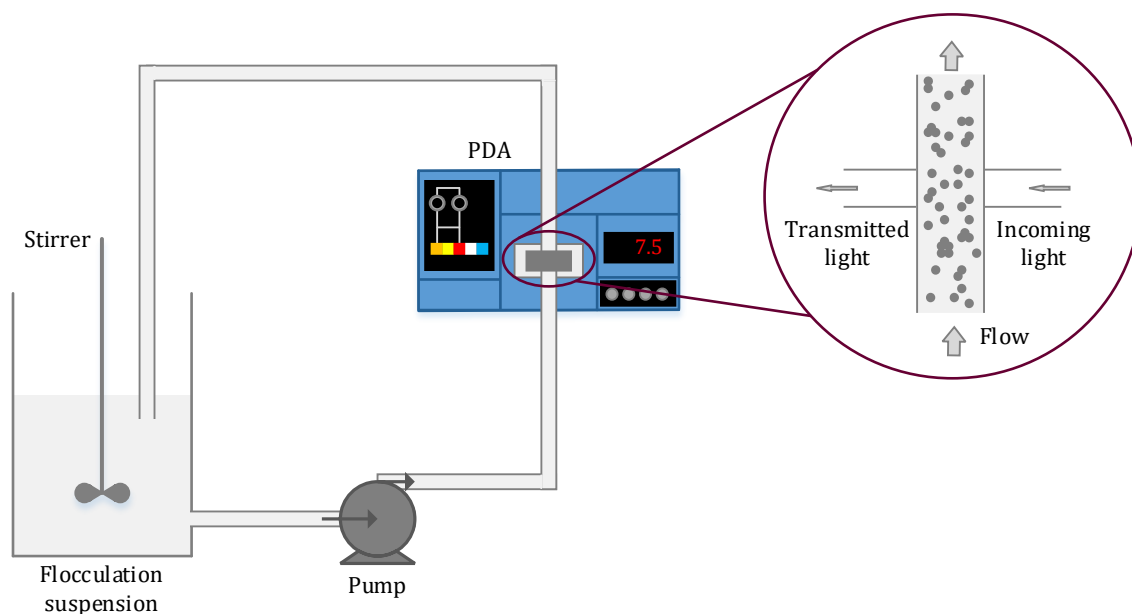 PDA
Stirrer
7.5
Transmitted
light
Incoming
light
Flow
Flocculation
suspension
Pump